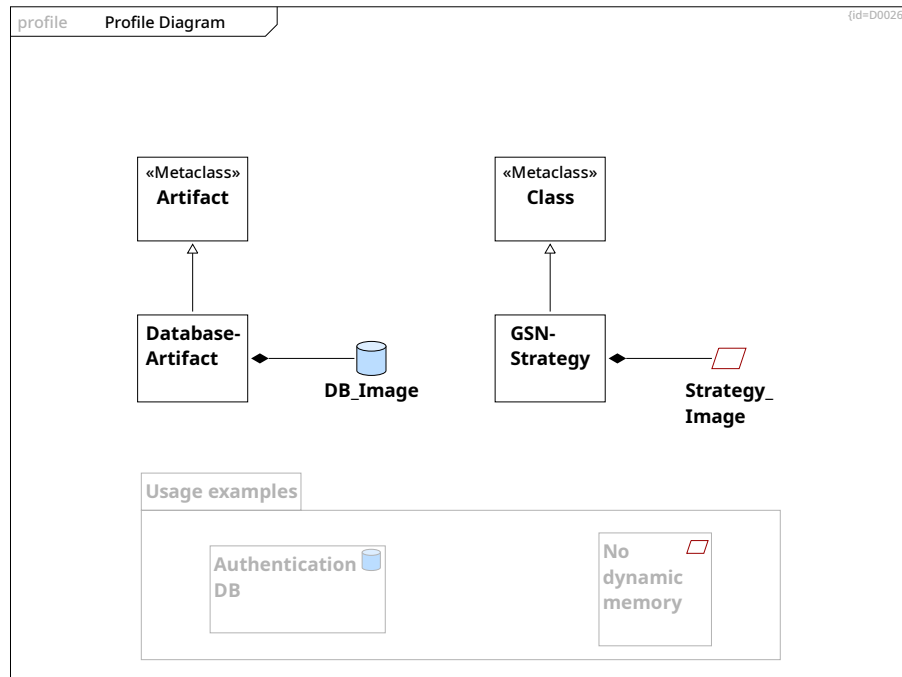 profile Profile Diagram
{id=D0026
«Metaclass»
Artifact
«Metaclass»
Class
Database-
Artifact
DB_Image
GSN-
Strategy
Strategy_
Image
Usage examples
Authentication
DB
No
dynamic
memory